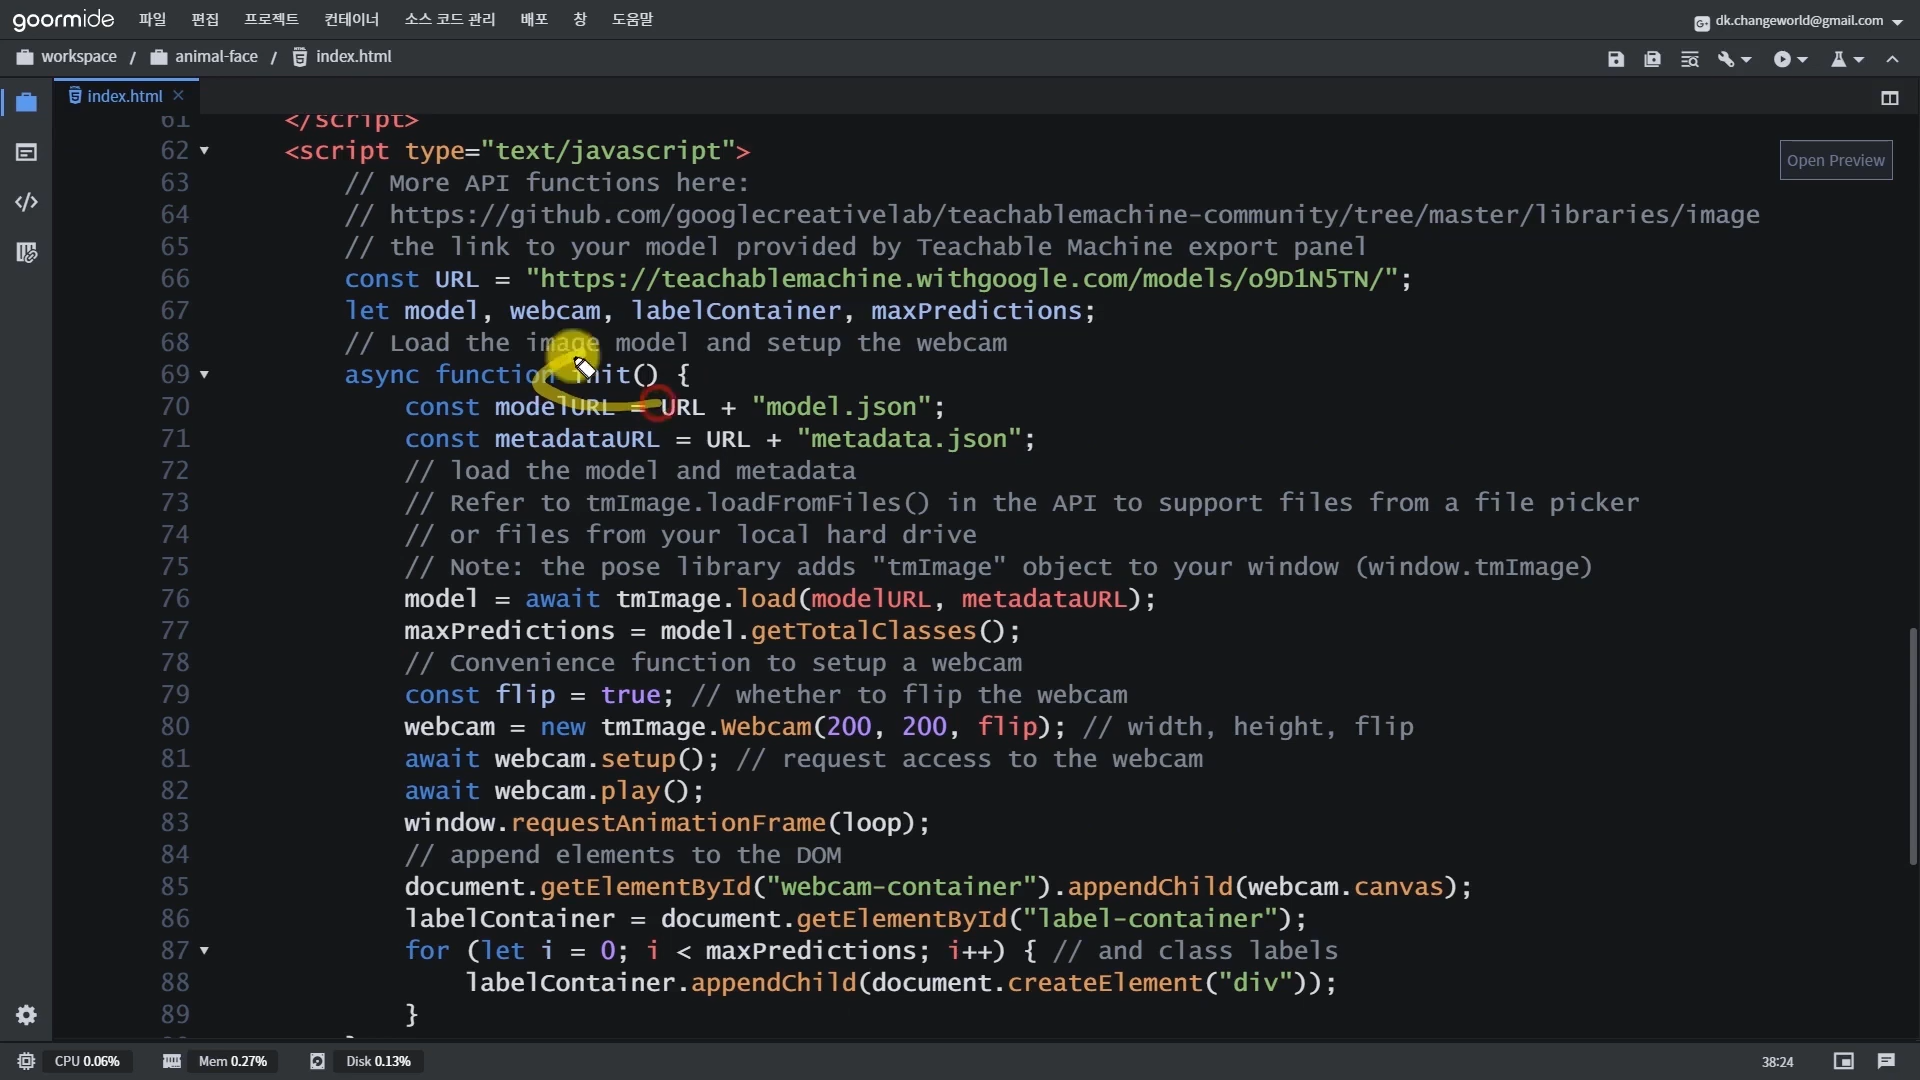 goormide 파일 편집 프로젝트 컨테이너 소스 코드 관리 배포 창 도움말 dk.changeworld@gmail.com
workspace / animal-face / index.html
index.html
Open Preview
61 </script>
62 <script type="text/javascript">
63 // More API functions here:
64 // https://github.com/googlecreativelab/teachablemachine-community/tree/master/libraries/image
65 // the link to your model provided by Teachable Machine export panel
66 const URL = "https://teachablemachine.withgoogle.com/models/o9D1N5TN/";
67 let model, webcam, labelContainer, maxPredictions;
68 // Load the image model and setup the webcam
69 async function init() {
70 const modelURL = URL + "model.json";
71 const metadataURL = URL + "metadata.json";
72 // load the model and metadata
73 // Refer to tmImage.loadFromFiles() in the API to support files from a file picker
74 // or files from your local hard drive
75 // Note: the pose library adds "tmImage" object to your window (window.tmImage)
76 model = await tmImage.load(modelURL, metadataURL);
77 maxPredictions = model.getTotalClasses();
78 // Convenience function to setup a webcam
79 const flip = true; // whether to flip the webcam
80 webcam = new tmImage.Webcam(200, 200, flip); // width, height, flip
81 await webcam.setup(); // request access to the webcam
82 await webcam.play();
83 window.requestAnimationFrame(loop);
84 // append elements to the DOM
85 document.getElementById("webcam-container").appendChild(webcam.canvas);
86 labelContainer = document.getElementById("label-container");
87 for (let i = 0; i < maxPredictions; i++) { // and class labels
88 labelContainer.appendChild(document.createElement("div"));
89 }
CPU 0.06% Mem 0.27% Disk 0.13% 38:24